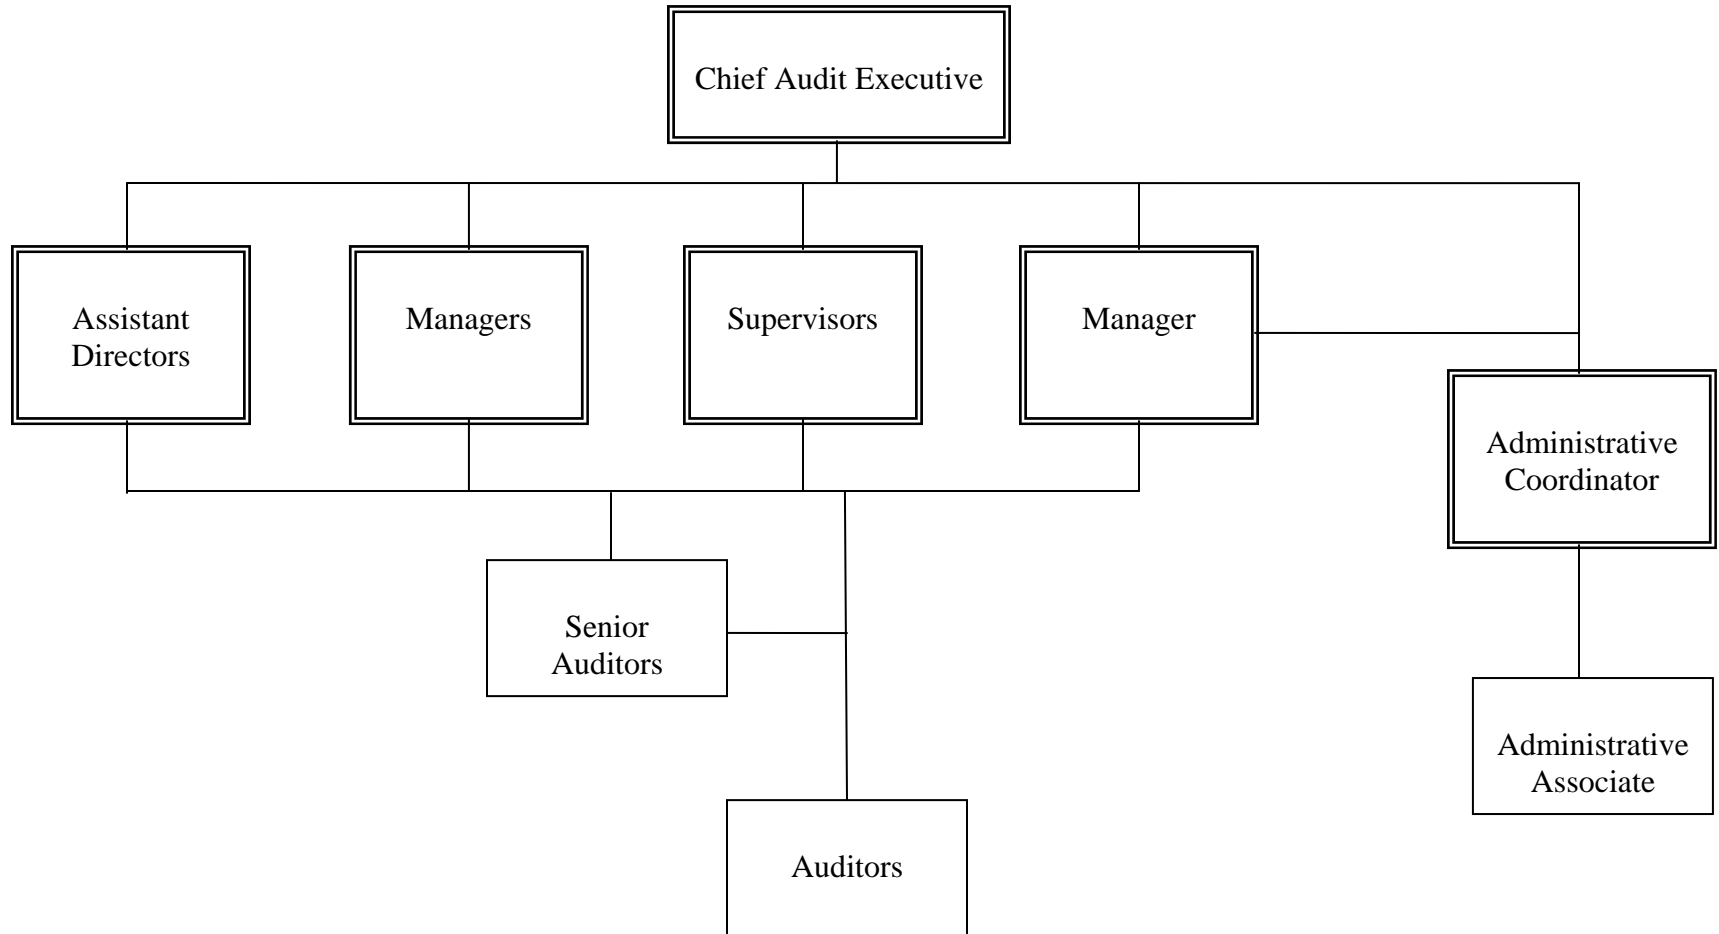 Chief Audit Executive
Assistant
Directors
Managers
Supervisors
Manager
Administrative
Coordinator
Senior
Auditors
Administrative
Associate
Auditors